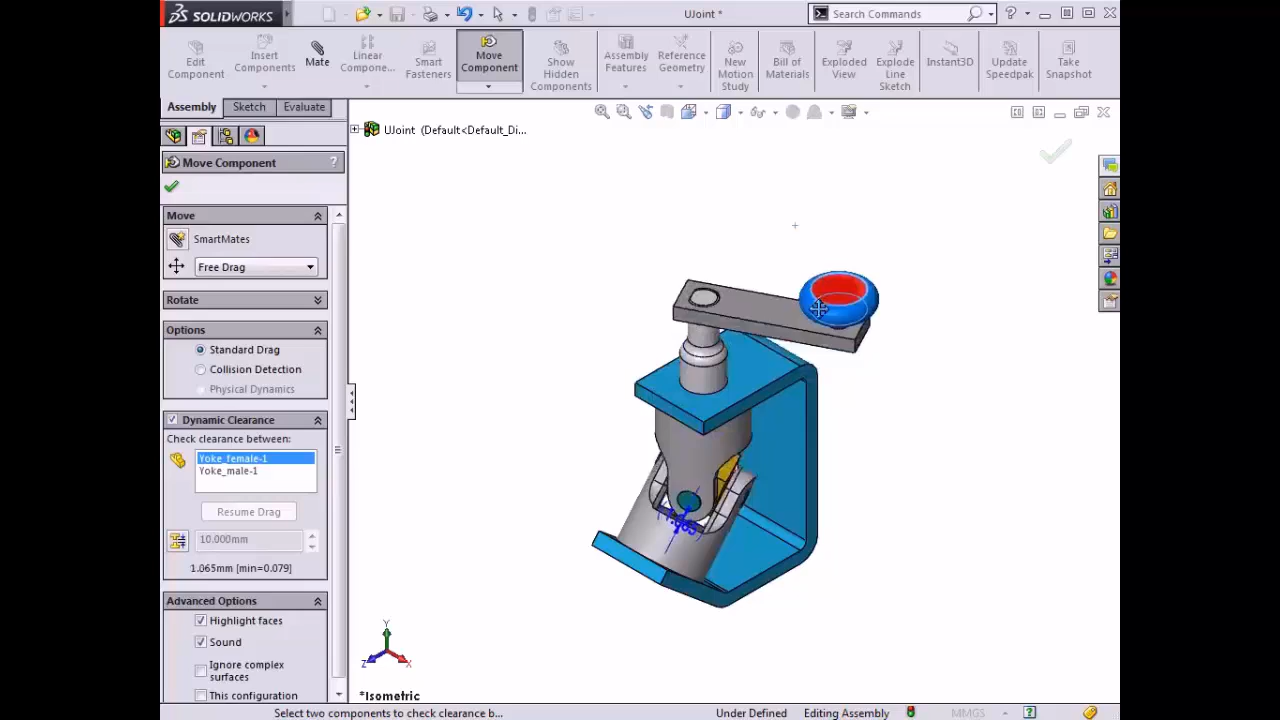 SOLIDWORKS
UJoint *
Search Commands
Edit Component
Insert Components
Mate
Linear Compone...
Smart Fasteners
Move Component
Show Hidden Components
Assembly Features
Reference Geometry
New Motion Study
Bill of Materials
Exploded View
Explode Line Sketch
Instant3D
Update Speedpak
Take Snapshot
Assembly
Sketch
Evaluate
UJoint (Default<Default_Di...
Move Component
?
Move
SmartMates
Free Drag
Rotate
Options
Standard Drag
Collision Detection
Physical Dynamics
Dynamic Clearance
Check clearance between:
Yoke_female-1
Yoke_male-1
Resume Drag
10.000mm
1.065mm [min=0.079]
Advanced Options
Highlight faces
Sound
Ignore complex
surfaces
This configuration
1.065
Y
Z
X
*Isometric
Select two components to check clearance b...
Under Defined
Editing Assembly
MMGS
?